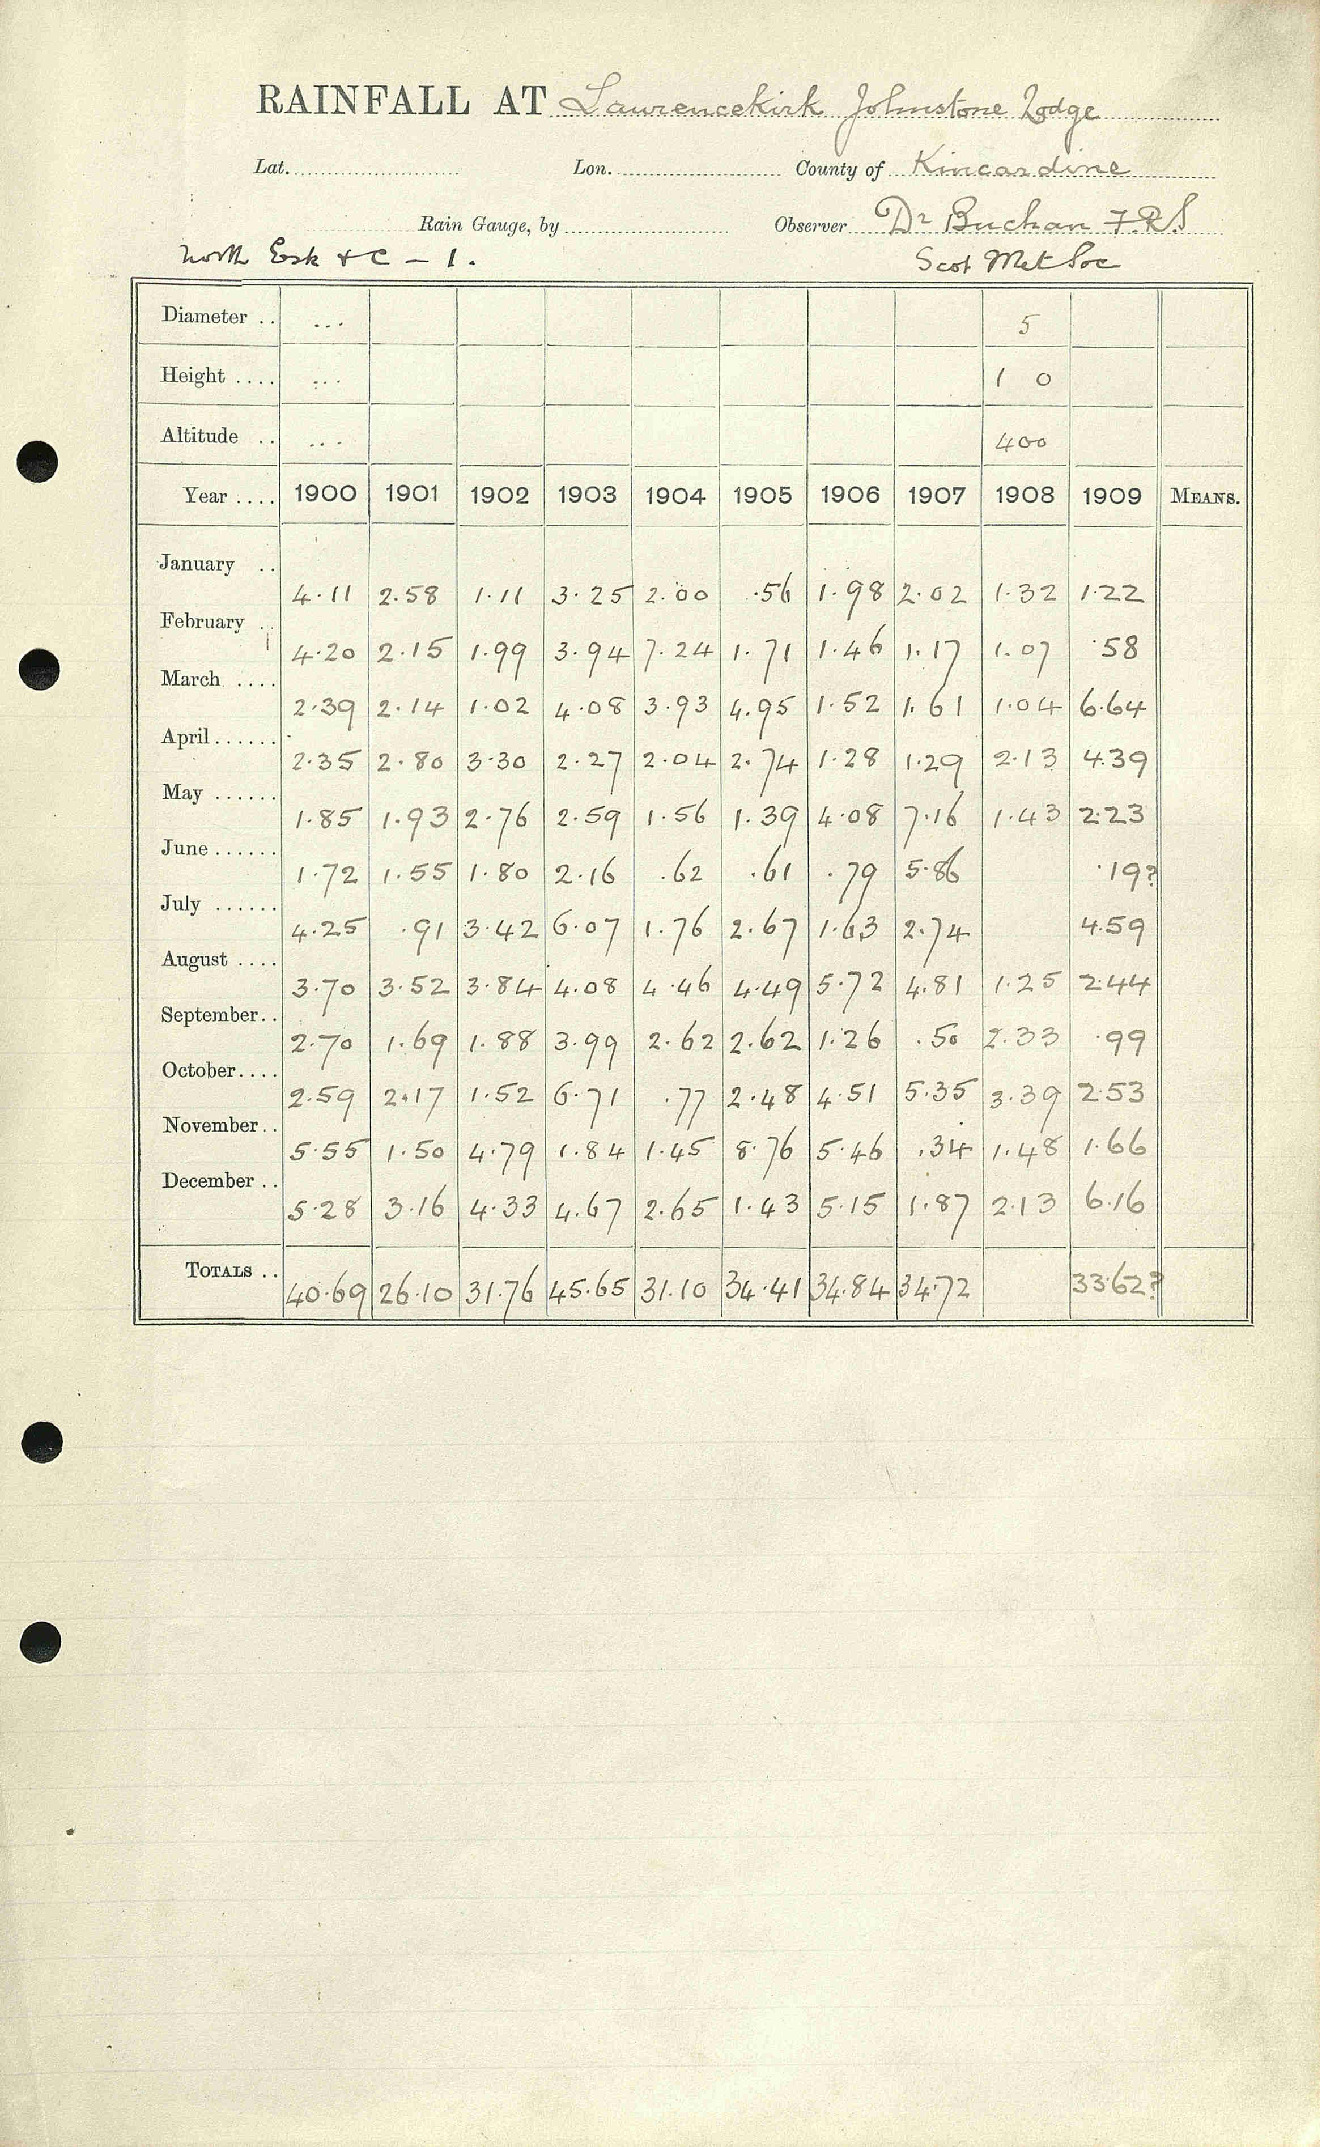 RAINFALL AT Laurencekirk Johnstone Lodge
Lat. Lon. County of Kincardine
Rain Gauge, by Observer Dr Buchan F.R.S
North Esk & C - 1. Scot Met Soc
Diameter .. ... 5
Height .... ... 1 0
Altitude .. ... 400
Year .... 1900 1901 1902 1903 1904 1905 1906 1907 1908 1909 MEANS.
January .. 4.11 2.58 1.11 3.25 2.00 .56 1.98 2.02 1.32 1.22
February .. 4.20 2.15 1.99 3.94 7.24 1.71 1.46 1.17 1.07 .58
March .... 2.39 2.14 1.02 4.08 3.93 4.95 1.52 1.61 1.04 6.64
April...... 2.35 2.80 3.30 2.27 2.04 2.74 1.28 1.29 2.13 4.39
May ...... 1.85 1.93 2.76 2.59 1.56 1.39 4.08 7.16 1.43 2.23
June...... 1.72 1.55 1.80 2.16 .62 .61 .79 5.86 .19?
July ...... 4.25 .91 3.42 6.07 1.76 2.67 1.63 2.74 4.59
August .... 3.70 3.52 3.84 4.08 4.46 4.49 5.72 4.81 1.25 2.44
September.. 2.70 1.69 1.88 3.99 2.62 2.62 1.26 .50 2.33 .99
October.... 2.59 2.17 1.52 6.71 .77 2.48 4.51 5.35 3.39 2.53
November.. 5.55 1.50 4.79 1.84 1.45 8.76 5.46 .34 1.48 1.66
December .. 5.28 3.16 4.33 4.67 2.65 1.43 5.15 1.87 2.13 6.16
TOTALS .. 40.69 26.10 31.76 45.65 31.10 34.41 34.84 34.72 33.62?